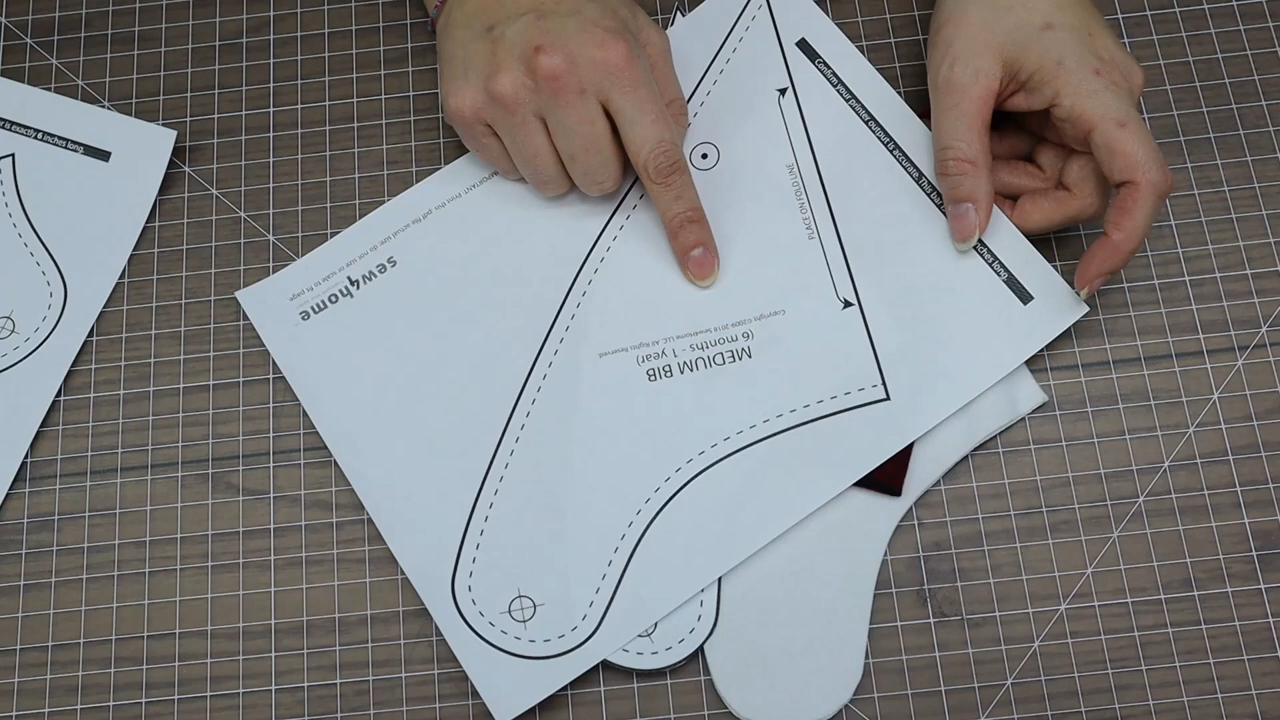 Confirm your printer output is accurate. This bar
inches long.
PLACE ON FOLD LINE
MEDIUM BIB
(6 months - 1 year)
Copyright ©2009-2018 Sew4Home LLC. All Rights Reserved.
sew4home
IMPORTANT: Print this .pdf file actual size; do not size or scale to fit page.
is exactly 6 inches long.